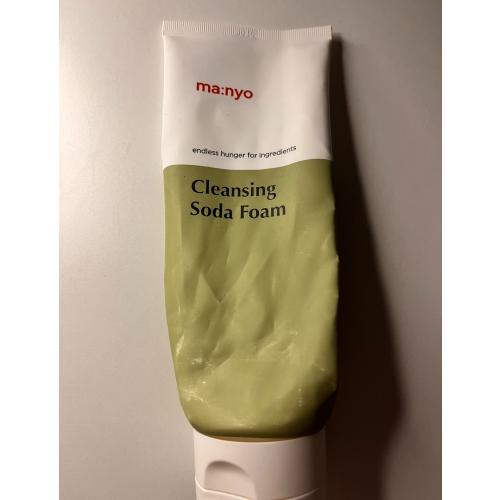 ma:nyo
endless hunger for ingredients
Cleansing
Soda Foam